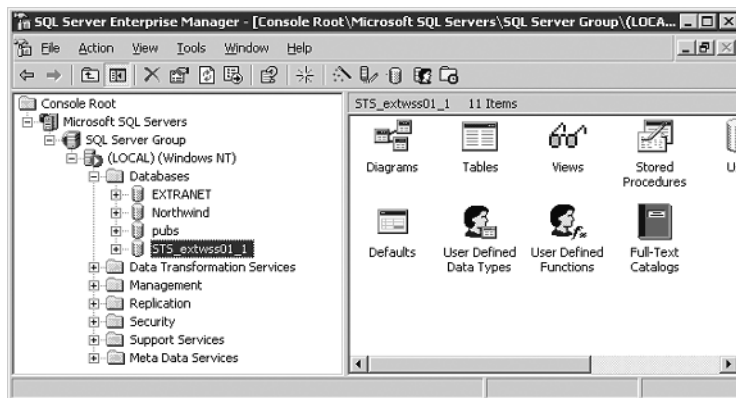 SQL Server Enterprise Manager - [Console Root\Microsoft SQL Servers\SQL Server Group\(LOCA...
File Action View Tools Window Help
Console Root
Microsoft SQL Servers
SQL Server Group
(LOCAL) (Windows NT)
Databases
EXTRANET
Northwind
pubs
STS_extwss01_1
Data Transformation Services
Management
Replication
Security
Support Services
Meta Data Services
STS_extwss01_1 11 Items
Diagrams
Tables
Views
Stored
Procedures
U
Defaults
User Defined
Data Types
User Defined
Functions
Full-Text
Catalogs